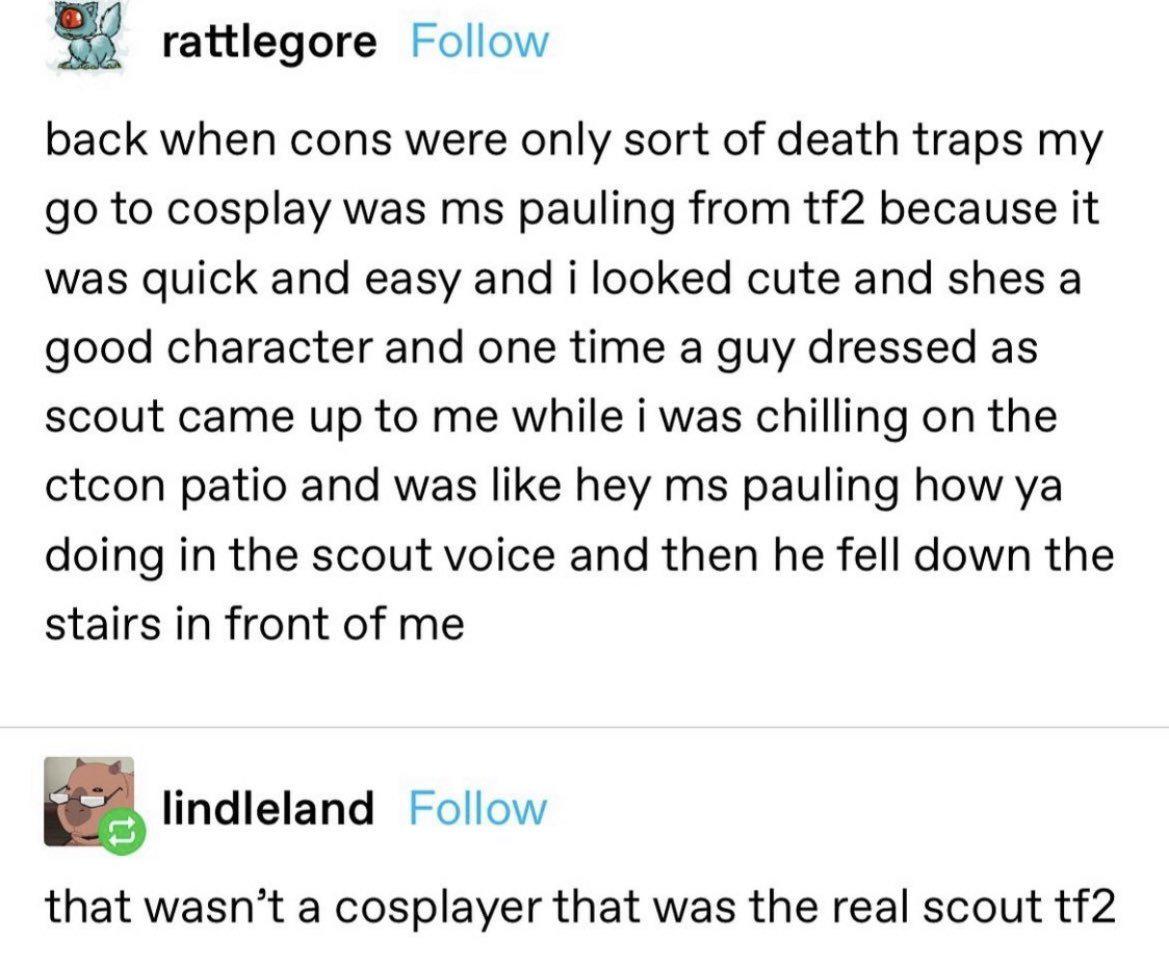 rattlegore Follow
back when cons were only sort of death traps my
go to cosplay was ms pauling from tf2 because it
was quick and easy and i looked cute and shes a
good character and one time a guy dressed as
scout came up to me while i was chilling on the
ctcon patio and was like hey ms pauling how ya
doing in the scout voice and then he fell down the
stairs in front of me
lindleland Follow
that wasn’t a cosplayer that was the real scout tf2